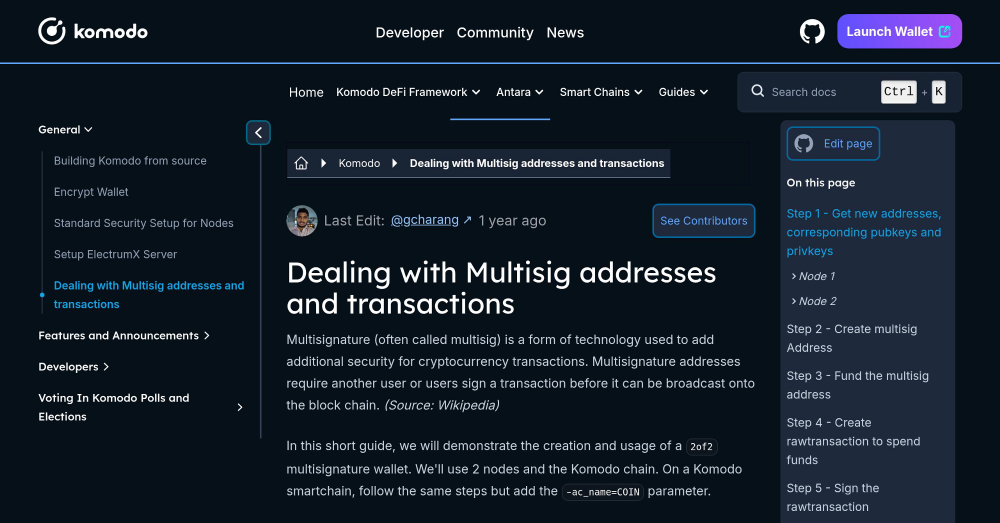 komodo
Developer Community News
Launch Wallet
Home Komodo DeFi Framework Antara Smart Chains Guides
Search docs Ctrl + K
General
Building Komodo from source
Encrypt Wallet
Standard Security Setup for Nodes
Setup ElectrumX Server
Dealing with Multisig addresses and
transactions
Features and Announcements
Developers
Voting In Komodo Polls and
Elections
Komodo Dealing with Multisig addresses and transactions
Last Edit: @gcharang ↗ 1 year ago
See Contributors
Dealing with Multisig addresses
and transactions
Multisignature (often called multisig) is a form of technology used to add
additional security for cryptocurrency transactions. Multisignature addresses
require another user or users sign a transaction before it can be broadcast onto
the block chain. (Source: Wikipedia)
In this short guide, we will demonstrate the creation and usage of a 2of2
multisignature wallet. We'll use 2 nodes and the Komodo chain. On a Komodo
smartchain, follow the same steps but add the -ac_name=COIN parameter.
Edit page
On this page
Step 1 - Get new addresses,
corresponding pubkeys and
privkeys
Node 1
Node 2
Step 2 - Create multisig
Address
Step 3 - Fund the multisig
address
Step 4 - Create
rawtransaction to spend
funds
Step 5 - Sign the
rawtransaction